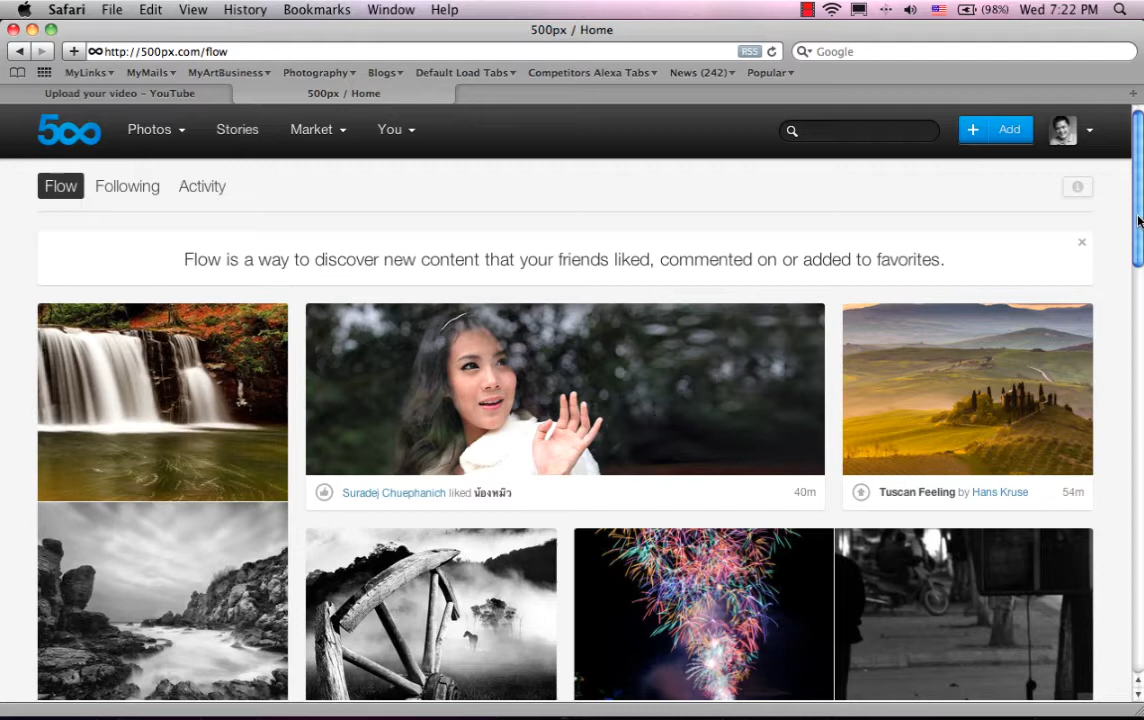 Safari File Edit View History Bookmarks Window Help (98%) Wed 7:22 PM
500px / Home
http://500px.com/flow RSS Google
MyLinks MyMails MyArtBusiness Photography Blogs Default Load Tabs Competitors Alexa Tabs News (242) Popular
Upload your video – YouTube 500px / Home
500 Photos Stories Market You + Add
Flow Following Activity
Flow is a way to discover new content that your friends liked, commented on or added to favorites.
Suradej Chuephanich liked น้องหมิว 40m
Tuscan Feeling by Hans Kruse 54m